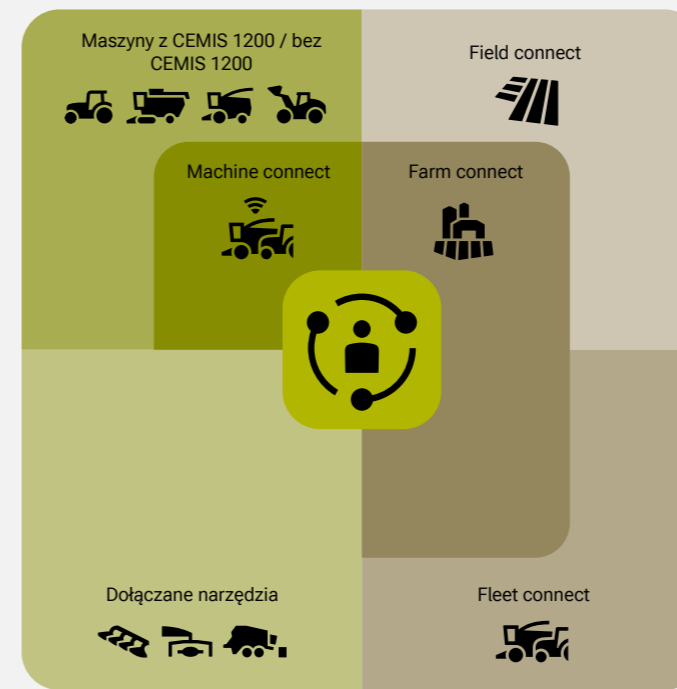 Maszyny z CEMIS 1200 / bez
CEMIS 1200
Field connect
Machine connect
Farm connect
Dołączane narzędzia
Fleet connect